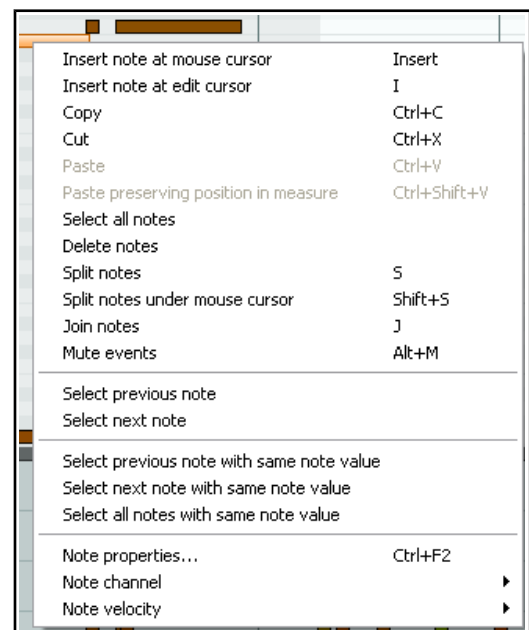 Insert note at mouse cursor Insert
Insert note at edit cursor I
Copy Ctrl+C
Cut Ctrl+X
Paste Ctrl+V
Paste preserving position in measure Ctrl+Shift+V
Select all notes
Delete notes
Split notes S
Split notes under mouse cursor Shift+S
Join notes J
Mute events Alt+M
Select previous note
Select next note
Select previous note with same note value
Select next note with same note value
Select all notes with same note value
Note properties... Ctrl+F2
Note channel
Note velocity